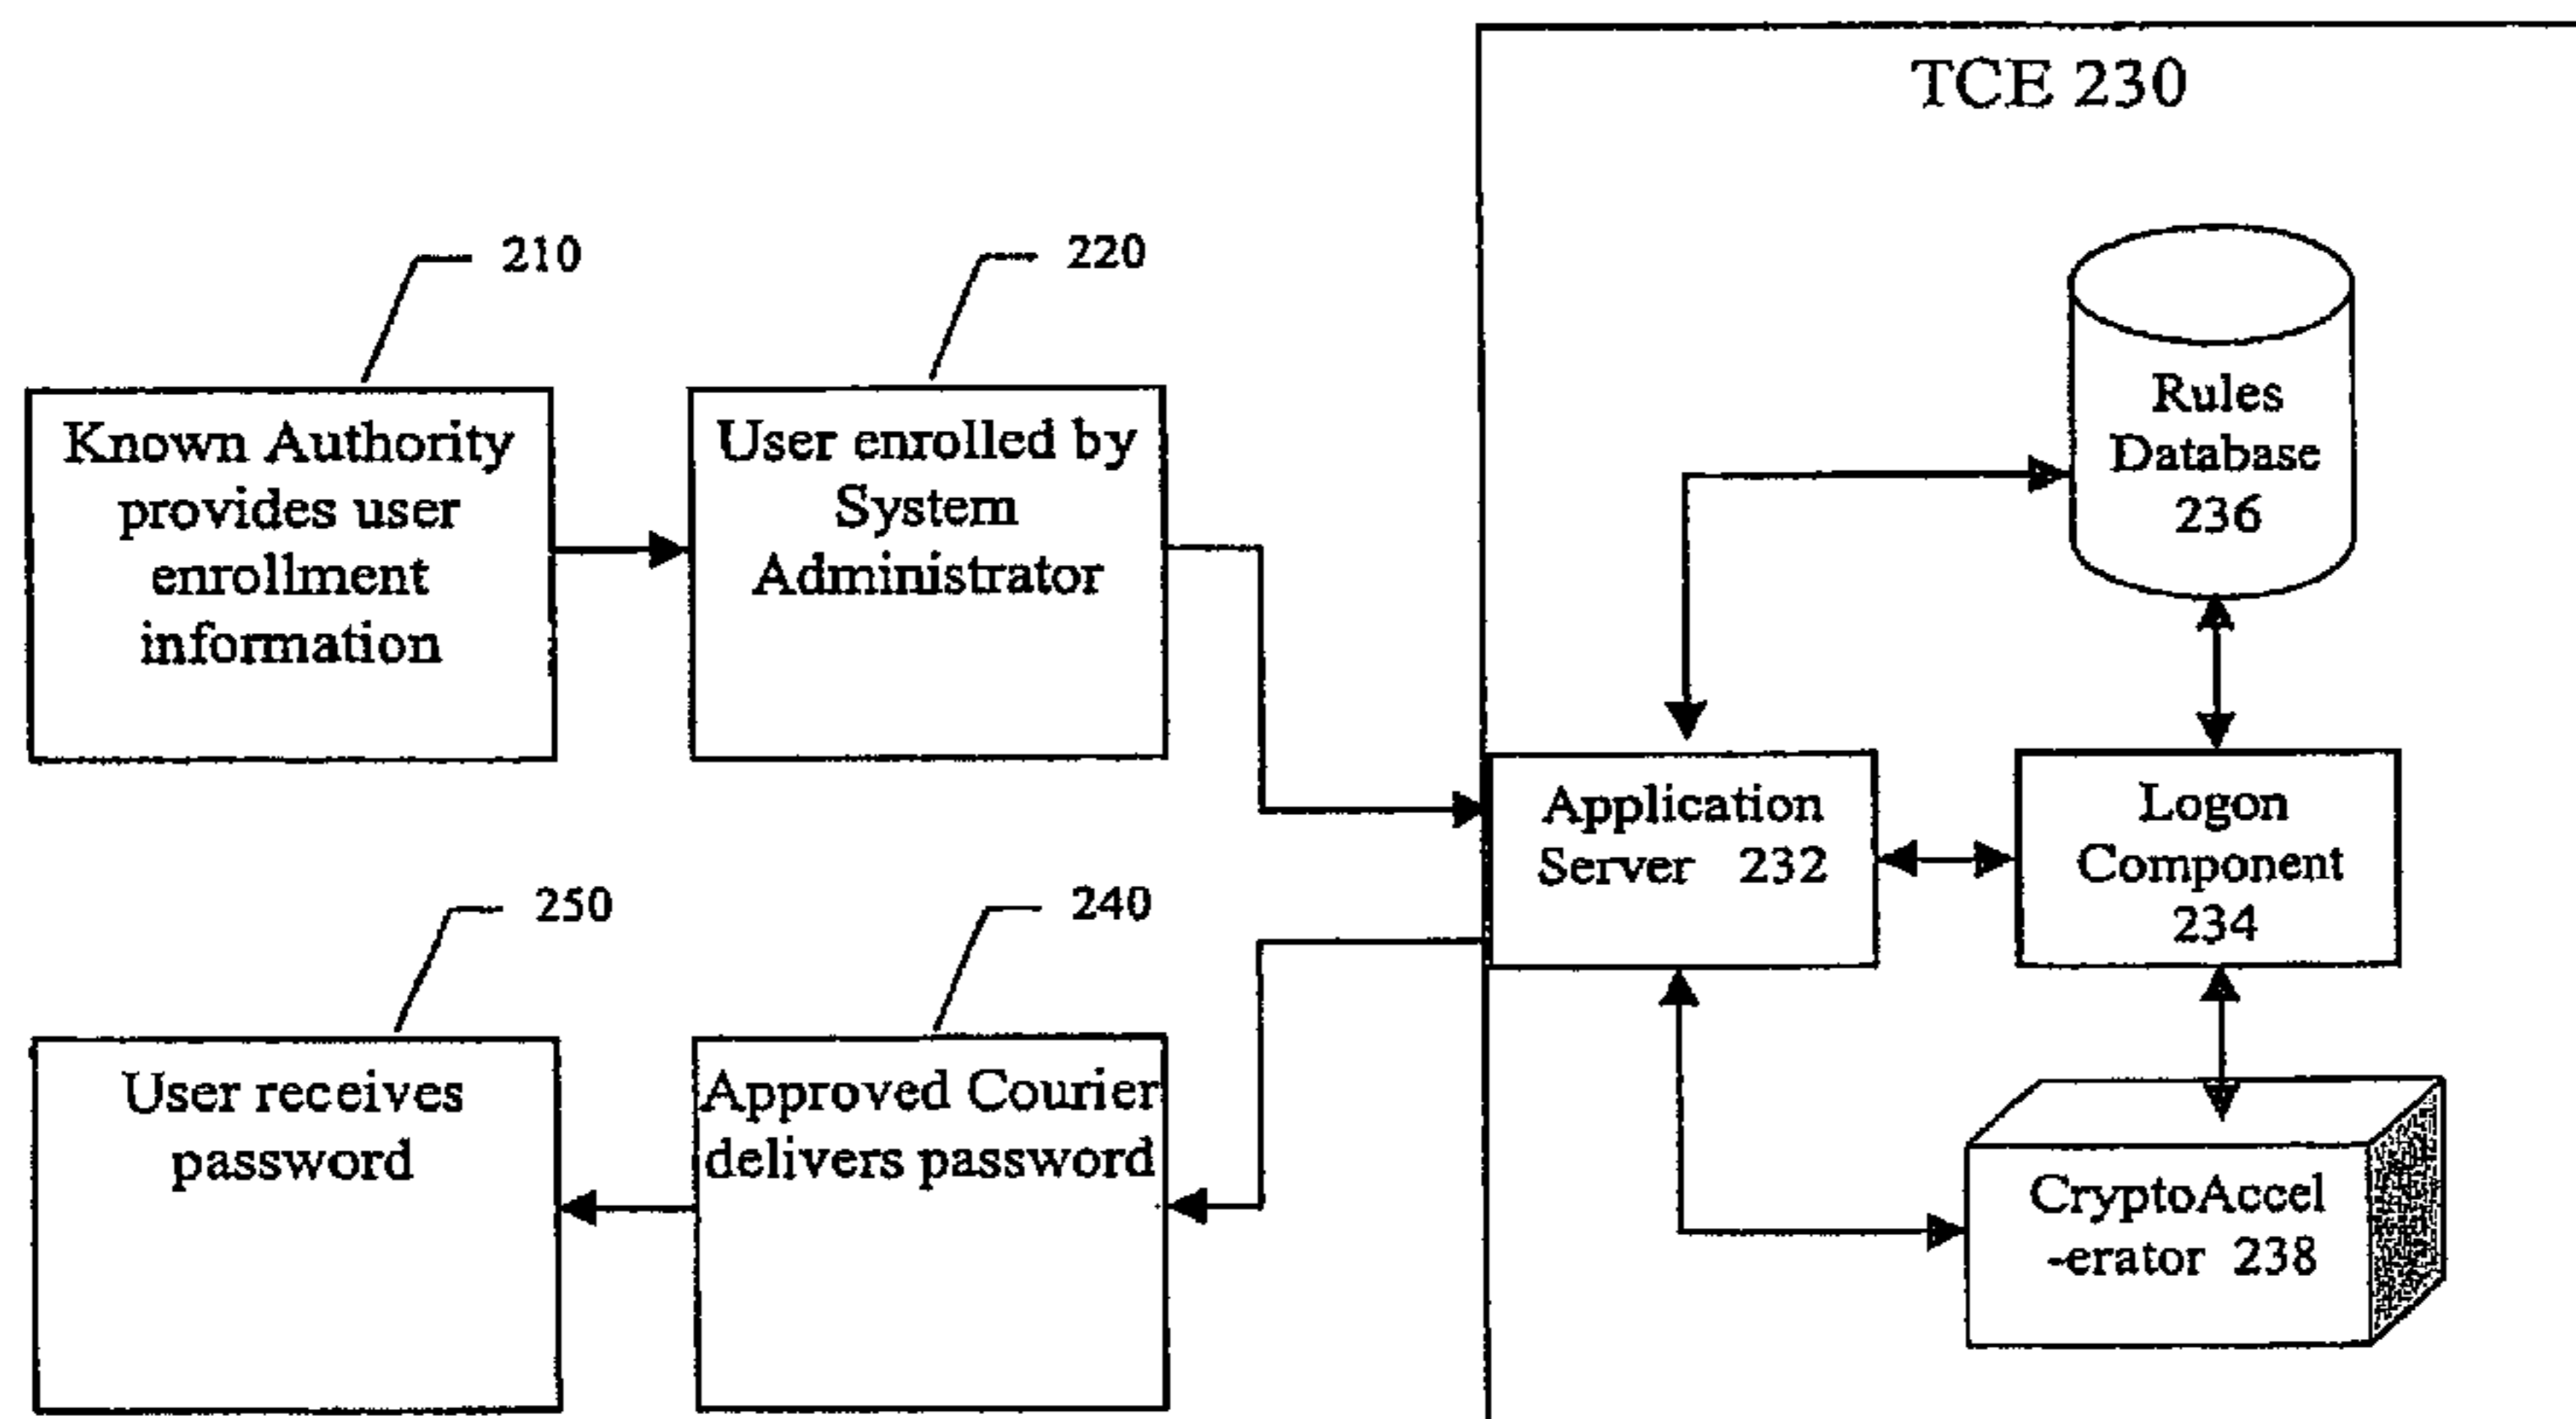 TCE 230
210
220
Known Authority
provides user
enrollment
information
User enrolled by
System
Administrator
Rules
Database
236
Application
Server 232
Logon
Component
234
250
240
User receives
password
Approved Courier
delivers password
CryptoAccel
-erator 238